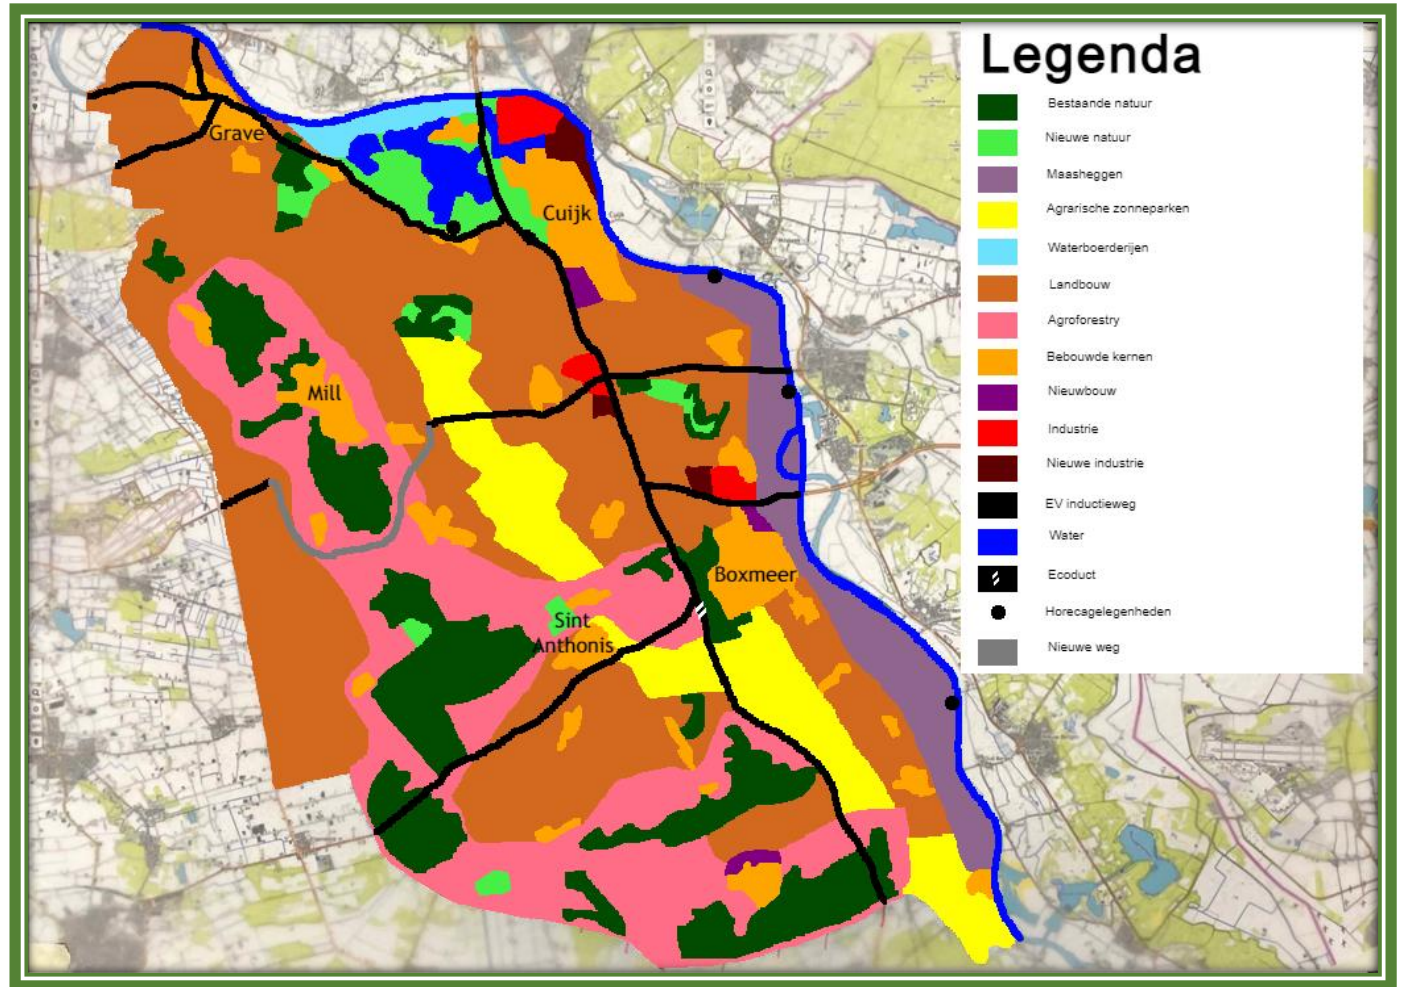 Legenda
Bestaande natuur
Nieuwe natuur
Maasheggen
Agrarische zonneparken
Waterboerderijen
Landbouw
Agroforestry
Bebouwde kernen
Nieuwbouw
Industrie
Nieuwe industrie
EV inductieweg
Water
Ecoduct
Horecagelegenheden
Nieuwe weg
Grave
Cuijk
Mill
Boxmeer
Sint
Anthonis